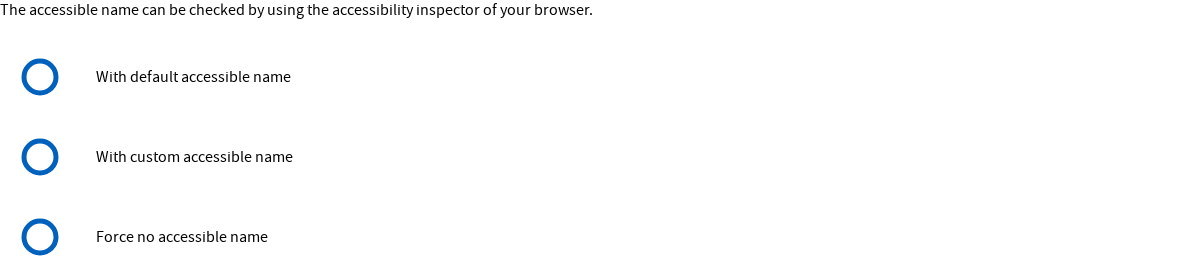 The accessible name can be checked by using the accessibility inspector of your browser.
With default accessible name
With custom accessible name
Force no accessible name